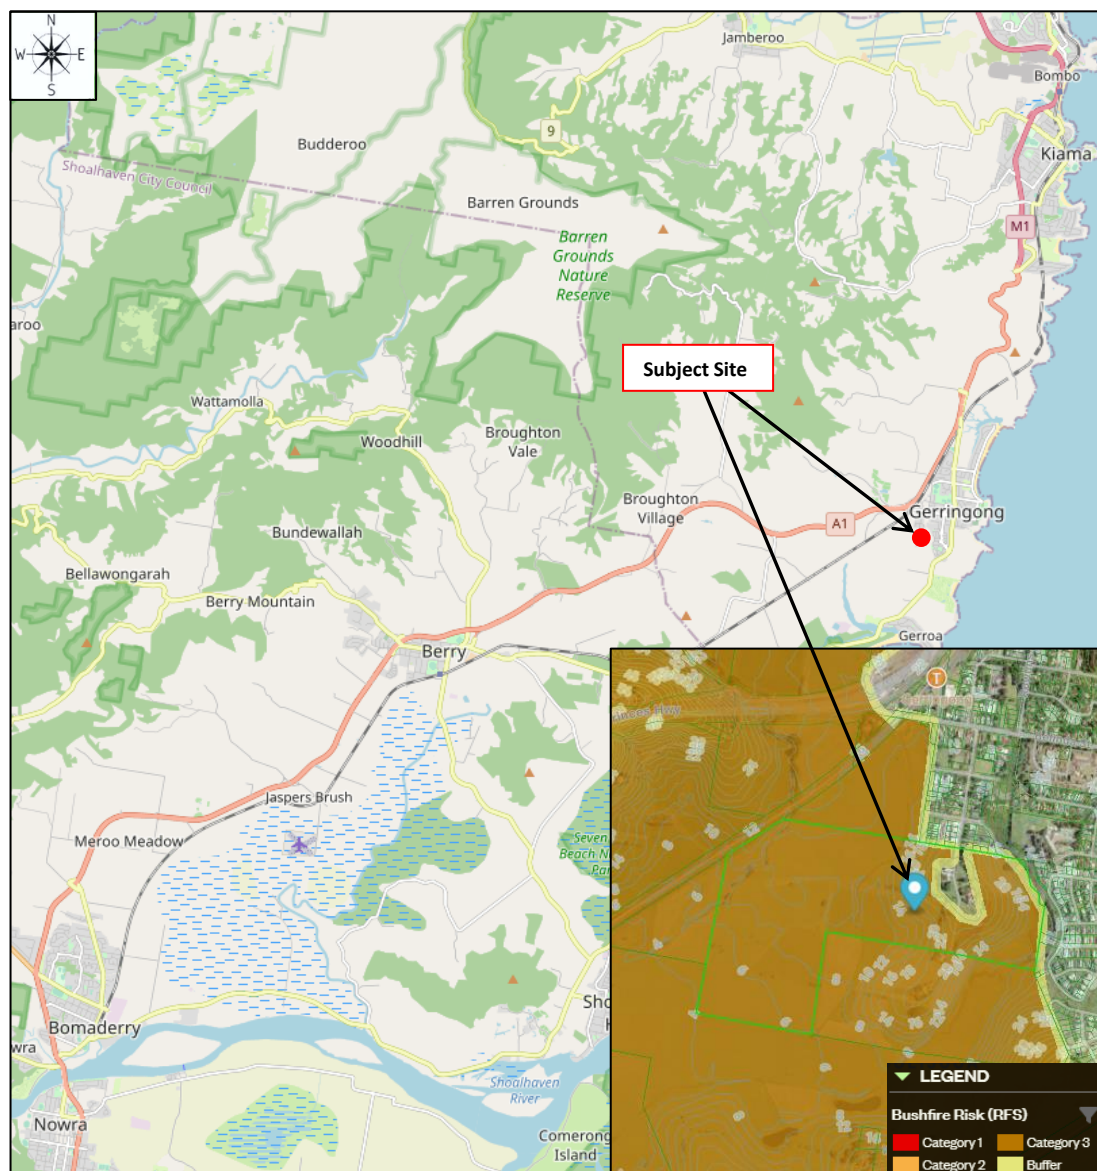 N
W
E
S
Jamberoo
Bombo
9
Budderoo
Kiama
Shoalhaven City Council
Barren Grounds
M1
Barren
Grounds
Nature
Reserve
aroo
Subject Site
Wattamolla
Woodhill
Broughton
Vale
Broughton
Village
A1
Gerringong
Bundewallah
Bellawongarah
Berry Mountain
Gerroa
Berry
T
Jaspers Brush
Meroo Meadow
Seven
Beach N
Par
Sho
Bomaderry
wra
Shoalhaven
River
Nowra
Comerong
Island
LEGEND
Bushfire Risk (RFS)
Category 1
Category 3
Category 2
Buffer